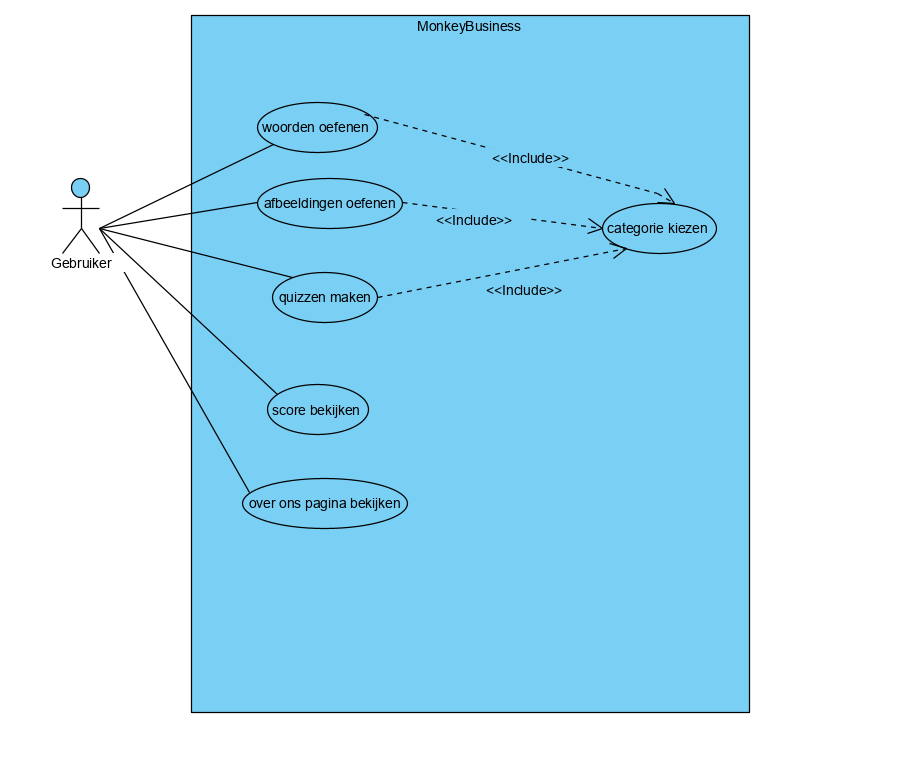 MonkeyBusiness
woorden oefenen
<<Include>>
afbeeldingen oefenen
<<Include>>
categorie kiezen
Gebruiker
quizzen maken
<<Include>>
score bekijken
over ons pagina bekijken